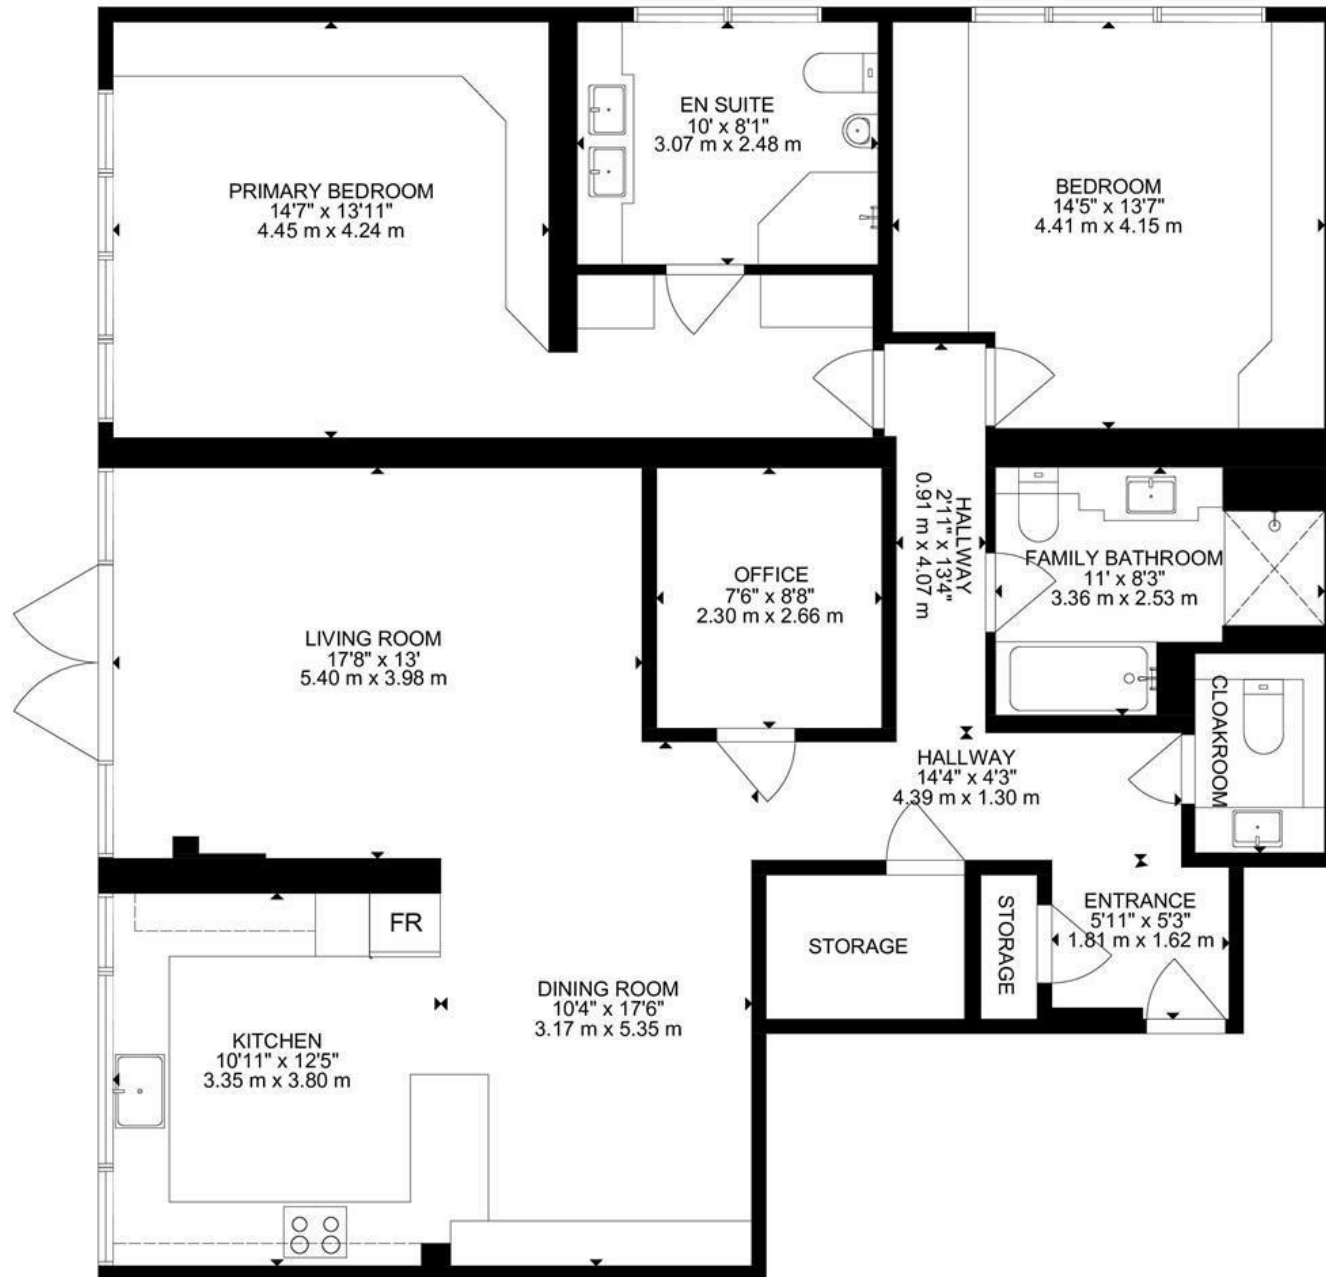 EN SUITE
10' x 8'1"
3.07 m x 2.48 m
PRIMARY BEDROOM
14'7" x 13'11"
4.45 m x 4.24 m
BEDROOM
14'5" x 13'7"
4.41 m x 4.15 m
HALLWAY
2'11" x 13'4"
0.91 m x 4.07 m
FAMILY BATHROOM
11' x 8'3"
3.36 m x 2.53 m
OFFICE
7'6" x 8'8"
2.30 m x 2.66 m
LIVING ROOM
17'8" x 13'
5.40 m x 3.98 m
CLOAKROOM
HALLWAY
14'4" x 4'3"
4.39 m x 1.30 m
FR
STORAGE
STORAGE
ENTRANCE
5'11" x 5'3"
1.81 m x 1.62 m
DINING ROOM
10'4" x 17'6"
3.17 m x 5.35 m
KITCHEN
10'11" x 12'5"
3.35 m x 3.80 m